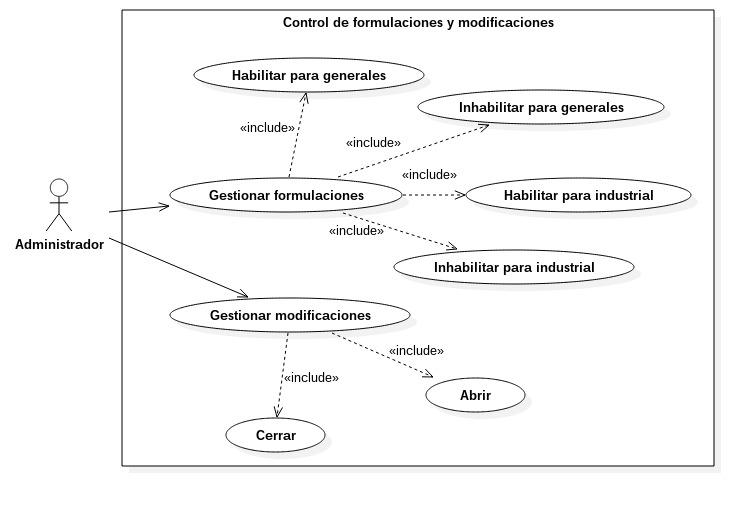 Control de formulaciones y modificaciones
Habilitar para generales
Inhabilitar para generales
«include»
«include»
«include»
Gestionar formulaciones
Habilitar para industrial
«include»
Administrador
Inhabilitar para industrial
Gestionar modificaciones
«include»
«include»
Abrir
Cerrar